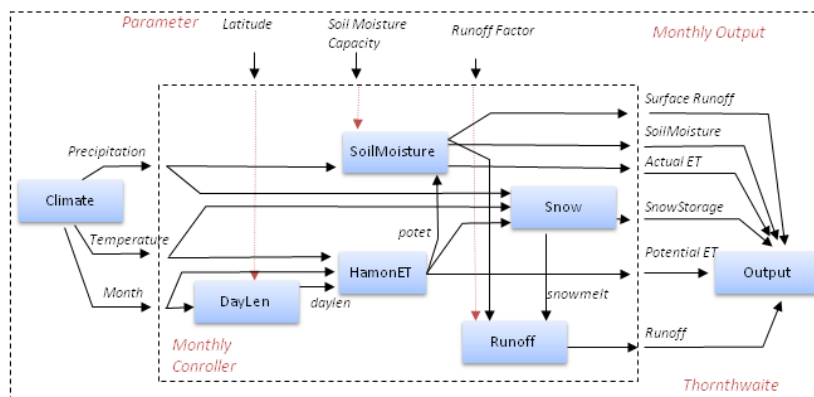 Parameter
Latitude
Soil Moisture
Capacity
Runoff Factor
Monthly Output
Precipitation
SoilMoisture
Surface Runoff
SoilMoisture
Actual ET
Climate
Snow
SnowStorage
Temperature
potet
HamonET
Potential ET
Output
Month
DayLen
daylen
snowmelt
Monthly
Conroller
Runoff
Runoff
Thornthwaite